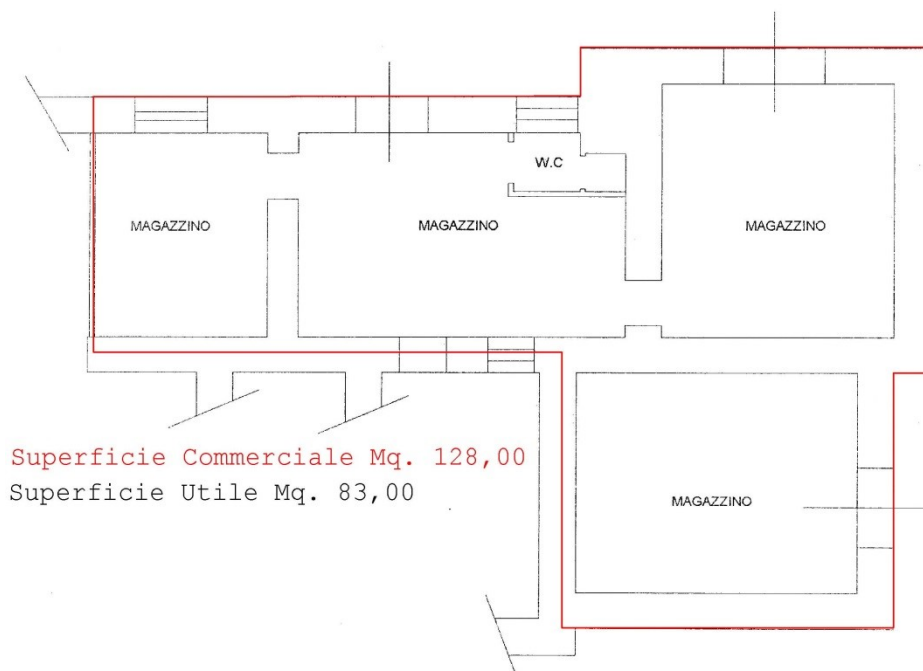 W.C
MAGAZZINO
MAGAZZINO
MAGAZZINO
Superficie Commerciale Mq. 128,00
Superficie Utile Mq. 83,00
MAGAZZINO